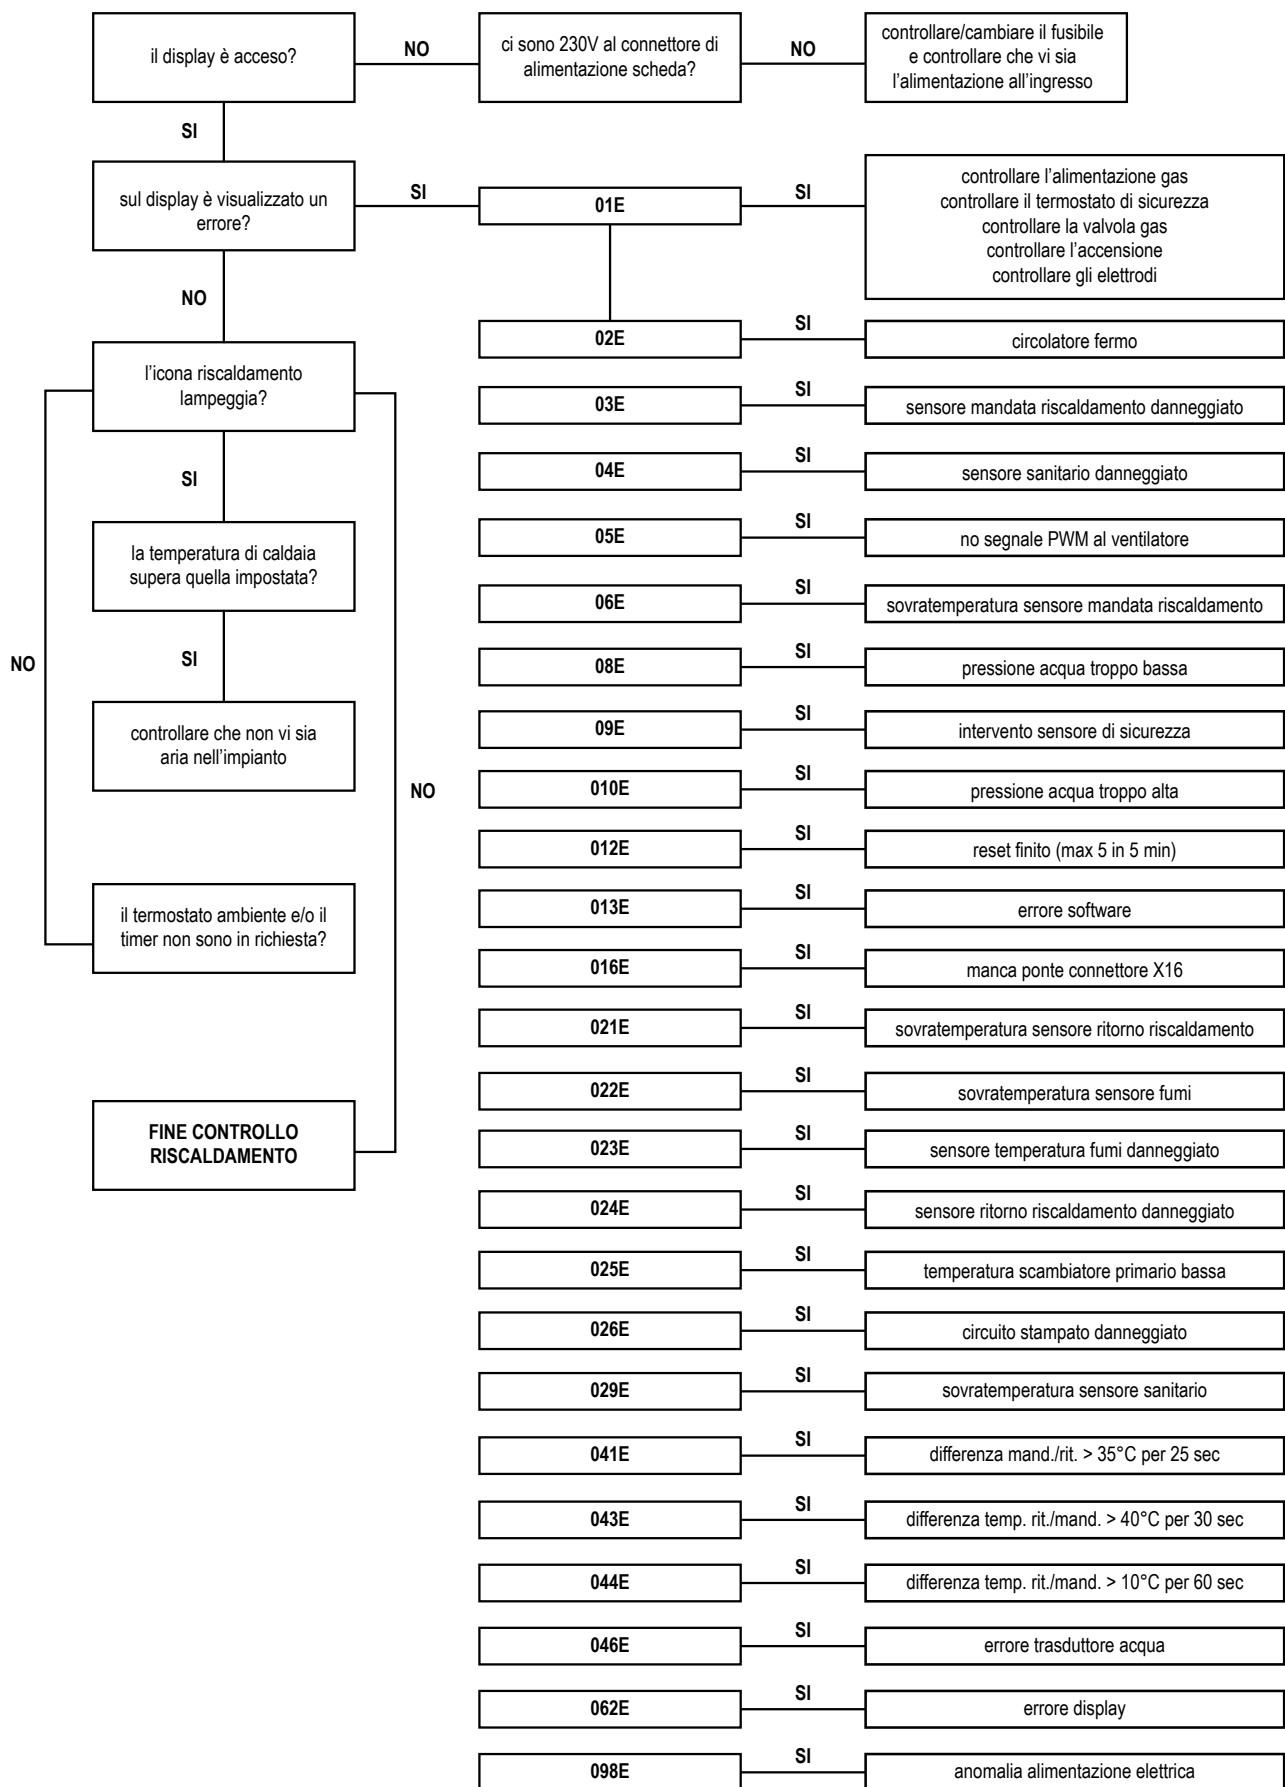 il display è acceso?
NO
ci sono 230V al connettore di
alimentazione scheda?
NO
controllare/cambiare il fusibile
e controllare che vi sia
l’alimentazione all’ingresso
SI
sul display è visualizzato un
errore?
SI
01E
SI
controllare l’alimentazione gas
controllare il termostato di sicurezza
controllare la valvola gas
controllare l’accensione
controllare gli elettrodi
NO
02E
SI
circolatore fermo
l’icona riscaldamento
lampeggia?
03E
SI
sensore mandata riscaldamento danneggiato
SI
04E
SI
sensore sanitario danneggiato
la temperatura di caldaia
supera quella impostata?
05E
SI
no segnale PWM al ventilatore
06E
SI
sovratemperatura sensore mandata riscaldamento
NO
SI
08E
SI
pressione acqua troppo bassa
controllare che non vi sia
aria nell’impianto
09E
SI
intervento sensore di sicurezza
NO
010E
SI
pressione acqua troppo alta
012E
SI
reset finito (max 5 in 5 min)
il termostato ambiente e/o il
timer non sono in richiesta?
013E
SI
errore software
016E
SI
manca ponte connettore X16
021E
SI
sovratemperatura sensore ritorno riscaldamento
022E
SI
sovratemperatura sensore fumi
FINE CONTROLLO
RISCALDAMENTO
023E
SI
sensore temperatura fumi danneggiato
024E
SI
sensore ritorno riscaldamento danneggiato
025E
SI
temperatura scambiatore primario bassa
026E
SI
circuito stampato danneggiato
029E
SI
sovratemperatura sensore sanitario
041E
SI
differenza mand./rit. > 35°C per 25 sec
043E
SI
differenza temp. rit./mand. > 40°C per 30 sec
044E
SI
differenza temp. rit./mand. > 10°C per 60 sec
046E
SI
errore trasduttore acqua
062E
SI
errore display
098E
SI
anomalia alimentazione elettrica